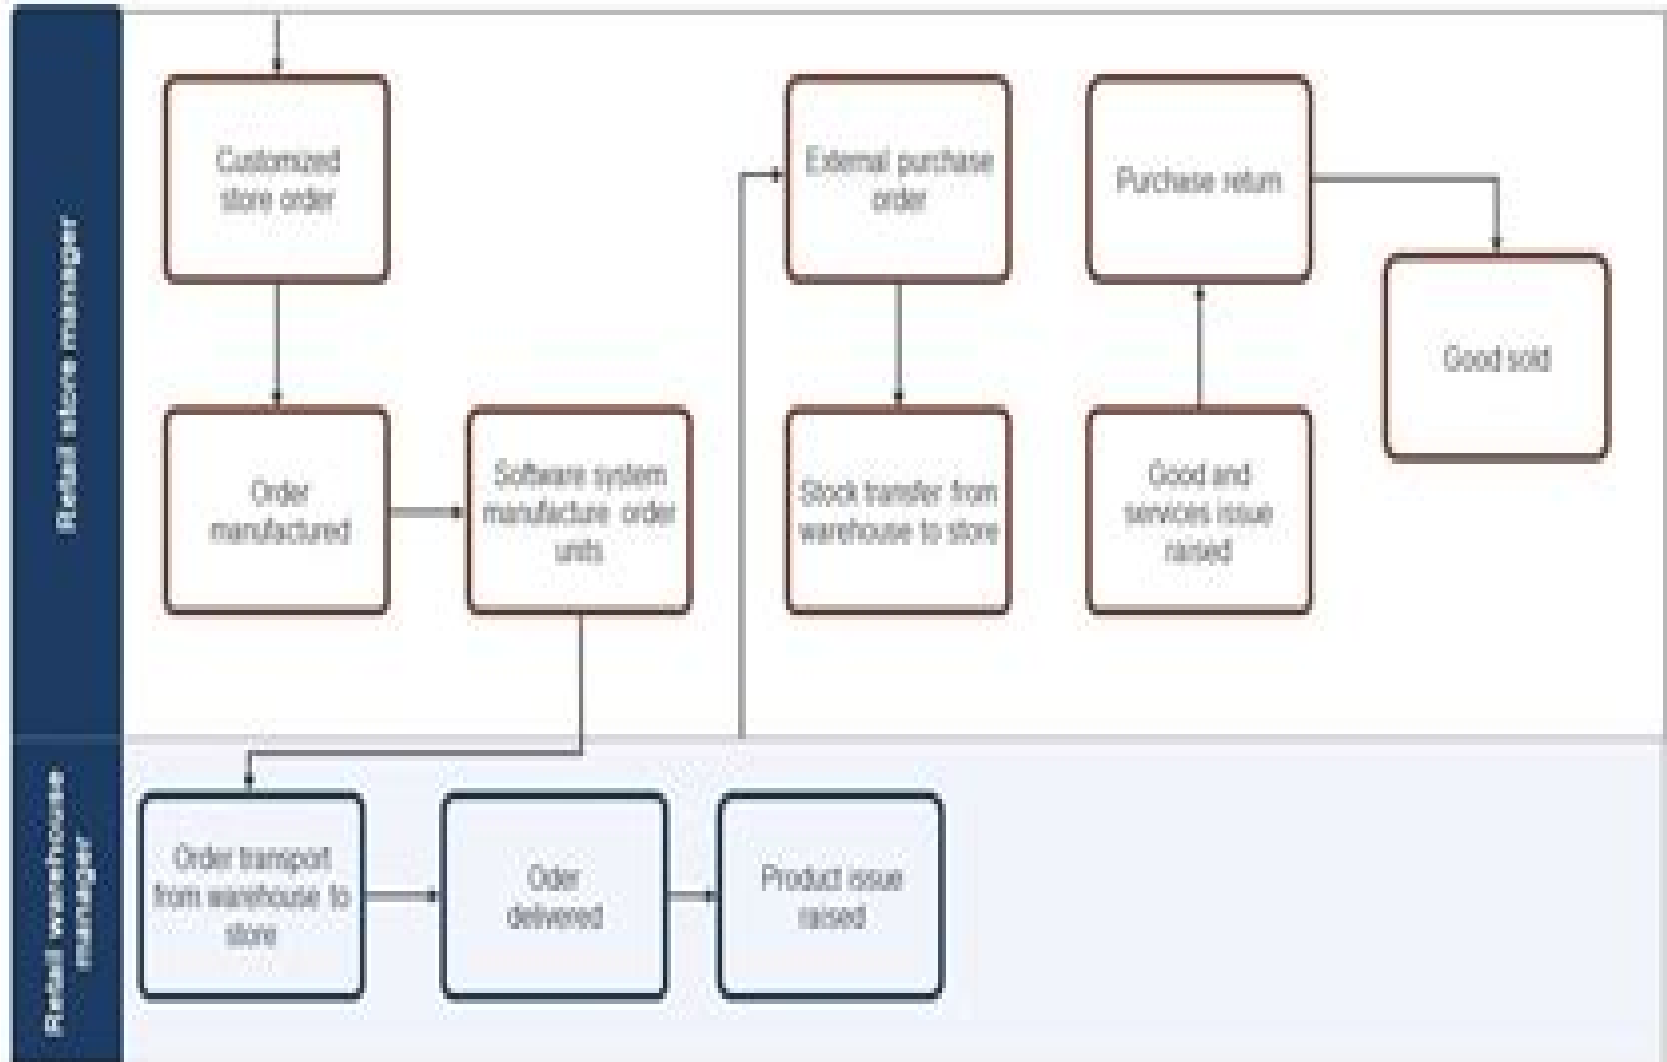 Retail store manager
Customized
store order
External purchase
order
Purchase return
Good sold
Order
manufactured
Software system
manufacture order
units
Stock transfer from
warehouse to store
Good and
services issue
raised
Retail warehouse
manager
Order transport
from warehouse to
store
Oder
delivered
Product issue
raised